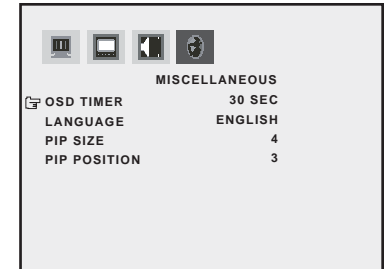 MISCELLANEOUS
OSD TIMER 30 SEC
LANGUAGE ENGLISH
PIP SIZE 4
PIP POSITION 3